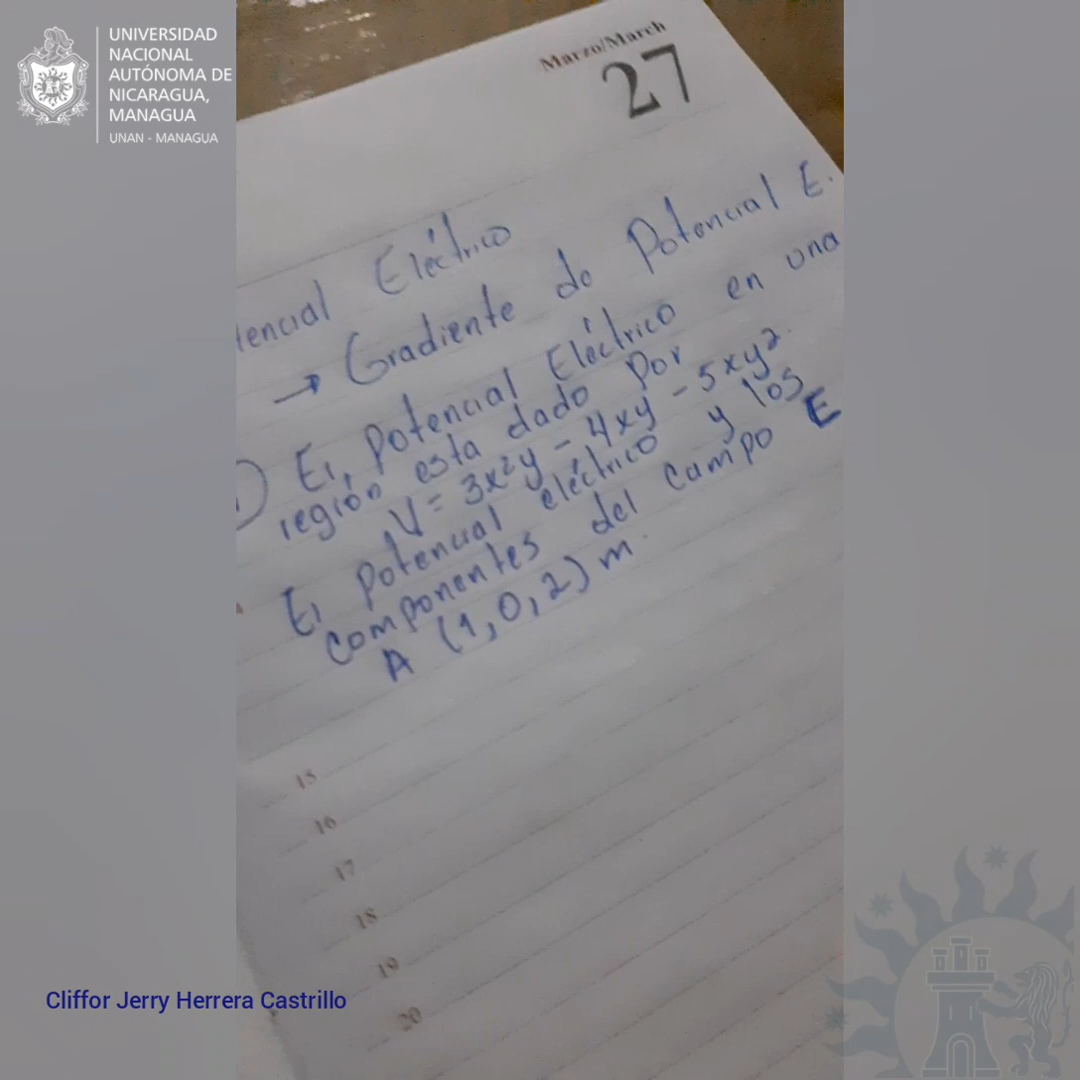 UNIVERSIDAD
NACIONAL
AUTÓNOMA DE
NICARAGUA,
MANAGUA
UNAN - MANAGUA
Marzo/March
27
tencial Eléctrico
→ Gradiente de Potencial E.
1) El Potencial Eléctrico en una
región esta dado por
V = 3x²y - 4xy - 5xy²
El potencial eléctrico y los
componentes del campo E
A (1,0,2) m.
15
16
17
18
19
20
Cliffor Jerry Herrera Castrillo